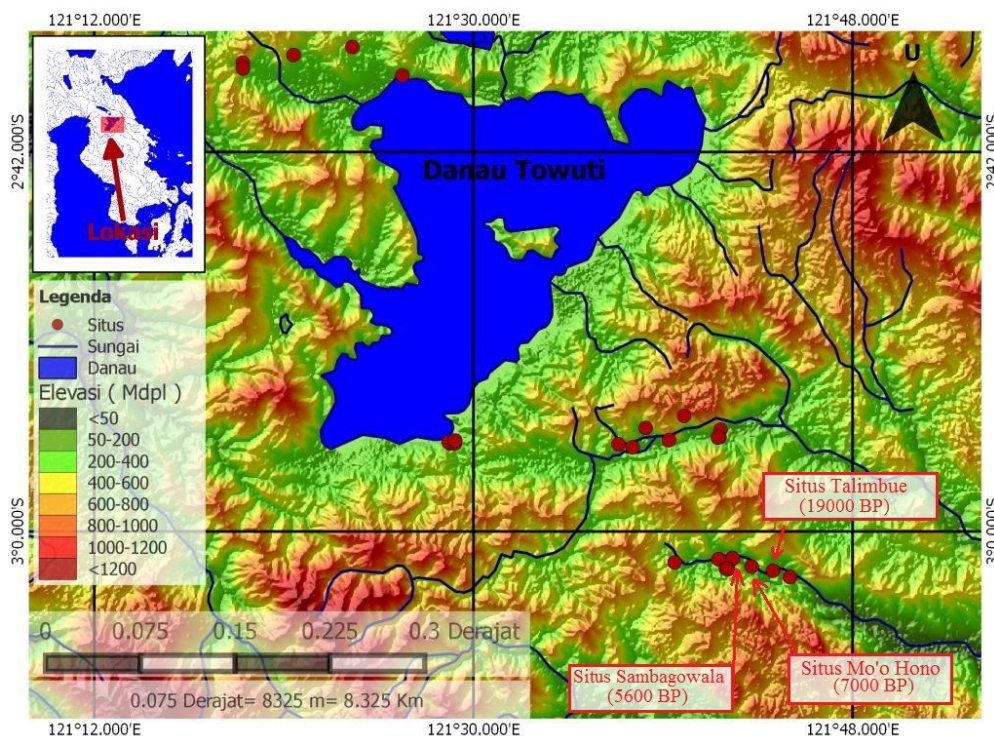 121°12.000'E 121°30.000'E 121°48.000'E
U
2°42.000'S
2°42.000'S
Danau Towuti
Lokasi
Legenda
Situs
Sungai
Danau
Elevasi ( Mdpl )
<50
50-200
200-400
400-600
600-800
800-1000
1000-1200
<1200
Situs Talimbue
(19000 BP)
3°0.000'S
3°0.000'S
Situs Sambagowala
(5600 BP)
Situs Mo'o Hono
(7000 BP)
0 0.075 0.15 0.225 0.3 Derajat
0.075 Derajat= 8325 m= 8.325 Km
121°12.000'E 121°30.000'E 121°48.000'E